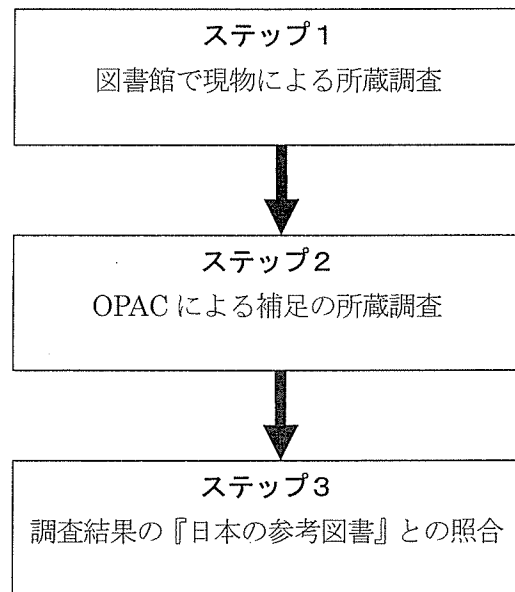 ステップ1
図書館で現物による所蔵調査
ステップ2
OPACによる補足の所蔵調査
ステップ3
調査結果の『日本の参考図書』との照合